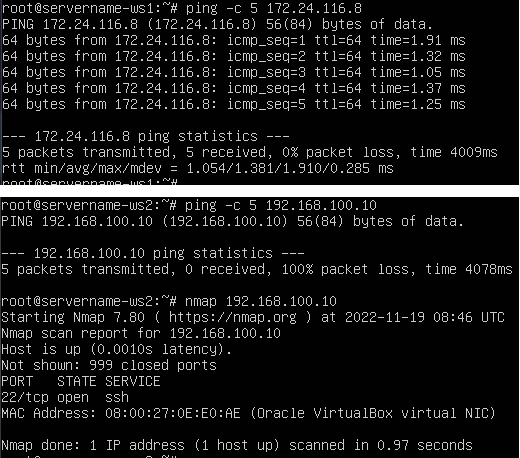 root@servername-ws1:~# ping -c 5 172.24.116.8
PING 172.24.116.8 (172.24.116.8) 56(84) bytes of data.
64 bytes from 172.24.116.8: icmp_seq=1 ttl=64 time=1.91 ms
64 bytes from 172.24.116.8: icmp_seq=2 ttl=64 time=1.32 ms
64 bytes from 172.24.116.8: icmp_seq=3 ttl=64 time=1.05 ms
64 bytes from 172.24.116.8: icmp_seq=4 ttl=64 time=1.37 ms
64 bytes from 172.24.116.8: icmp_seq=5 ttl=64 time=1.25 ms
--- 172.24.116.8 ping statistics ---
5 packets transmitted, 5 received, 0% packet loss, time 4009ms
rtt min/avg/max/mdev = 1.054/1.381/1.910/0.285 ms
root@servername-ws1:~#
root@servername-ws2:~# ping -c 5 192.168.100.10
PING 192.168.100.10 (192.168.100.10) 56(84) bytes of data.
--- 192.168.100.10 ping statistics ---
5 packets transmitted, 0 received, 100% packet loss, time 4078ms
root@servername-ws2:~# nmap 192.168.100.10
Starting Nmap 7.80 ( https://nmap.org ) at 2022-11-19 08:46 UTC
Nmap scan report for 192.168.100.10
Host is up (0.0010s latency).
Not shown: 999 closed ports
PORT   STATE SERVICE
22/tcp open  ssh
MAC Address: 08:00:27:0E:E0:AE (Oracle VirtualBox virtual NIC)
Nmap done: 1 IP address (1 host up) scanned in 0.97 seconds